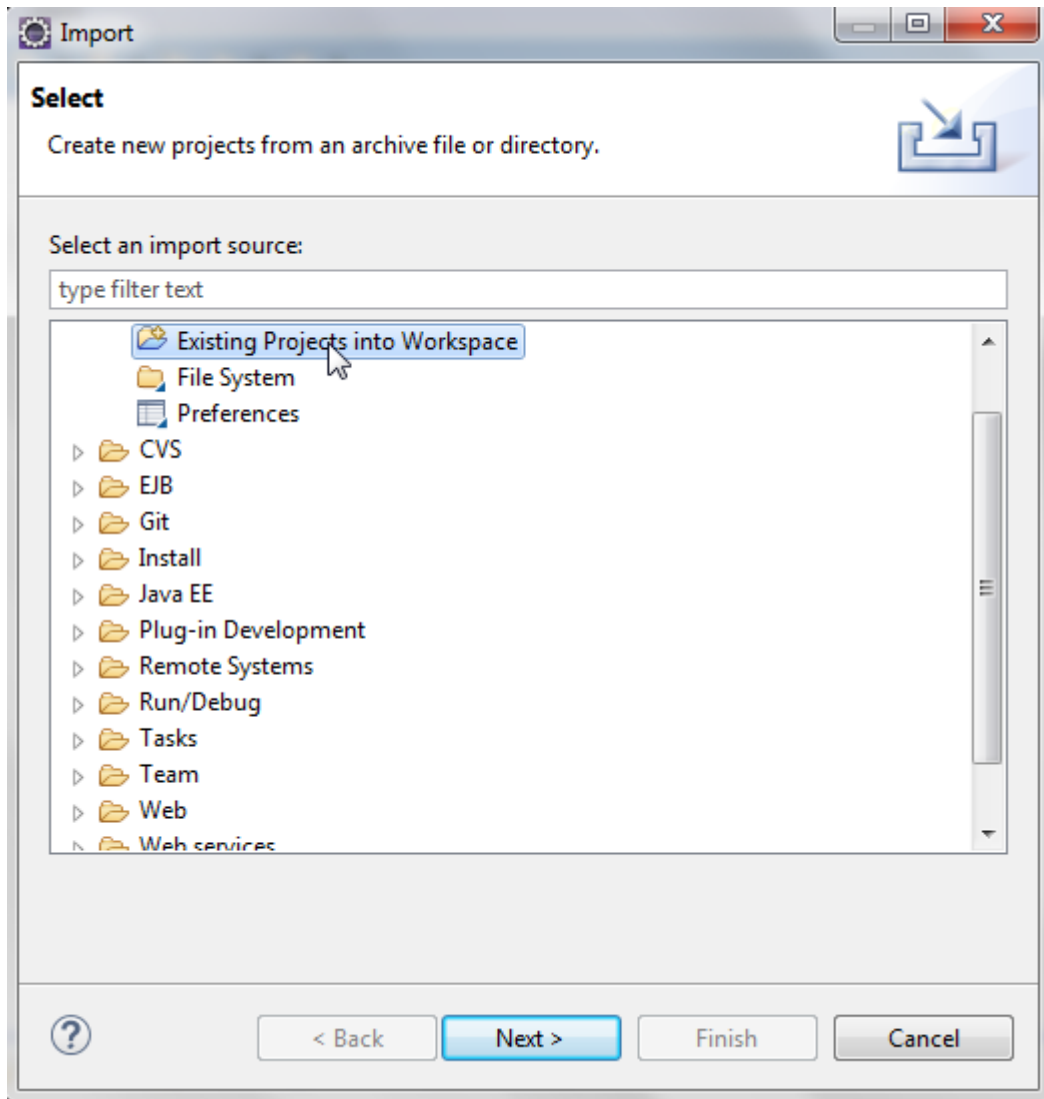 Import
Select
Create new projects from an archive file or directory.
Select an import source:
type filter text
Existing Projects into Workspace
File System
Preferences
CVS
EJB
Git
Install
Java EE
Plug-in Development
Remote Systems
Run/Debug
Tasks
Team
Web
Web services
? < Back Next > Finish Cancel